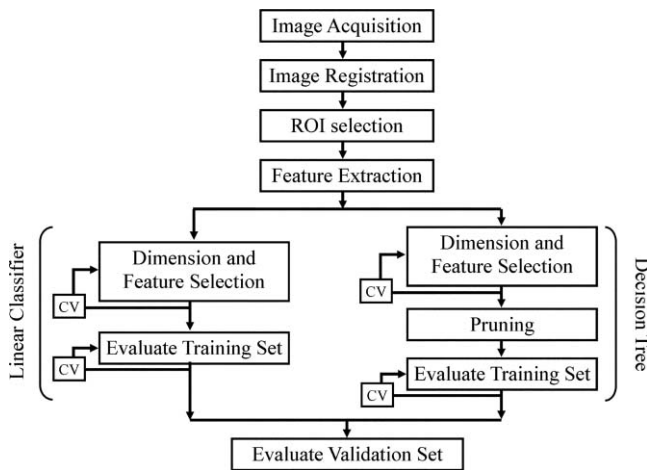 Image Acquisition
Image Registration
ROI selection
Feature Extraction
Linear Classifier
Dimension and
Feature Selection
CV
Evaluate Training Set
CV
Decision Tree
Dimension and
Feature Selection
CV
Pruning
Evaluate Training Set
CV
Evaluate Validation Set